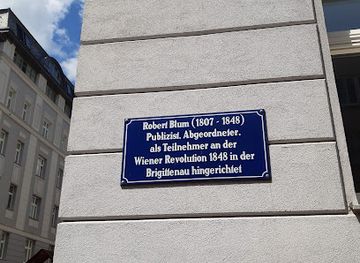 Robert Blum (1807 - 1848)
Publizist, Abgeordneter,
als Teilnehmer an der
Wiener Revolution 1848 in der
Brigittenau hingerichtet